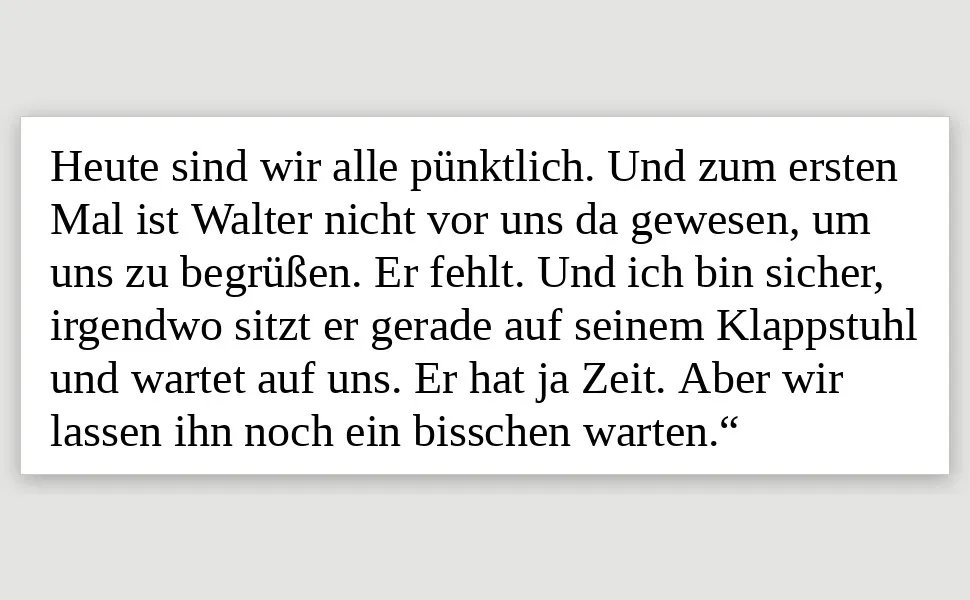 Heute sind wir alle pünktlich. Und zum ersten
Mal ist Walter nicht vor uns da gewesen, um
uns zu begrüßen. Er fehlt. Und ich bin sicher,
irgendwo sitzt er gerade auf seinem Klappstuhl
und wartet auf uns. Er hat ja Zeit. Aber wir
lassen ihn noch ein bisschen warten.“